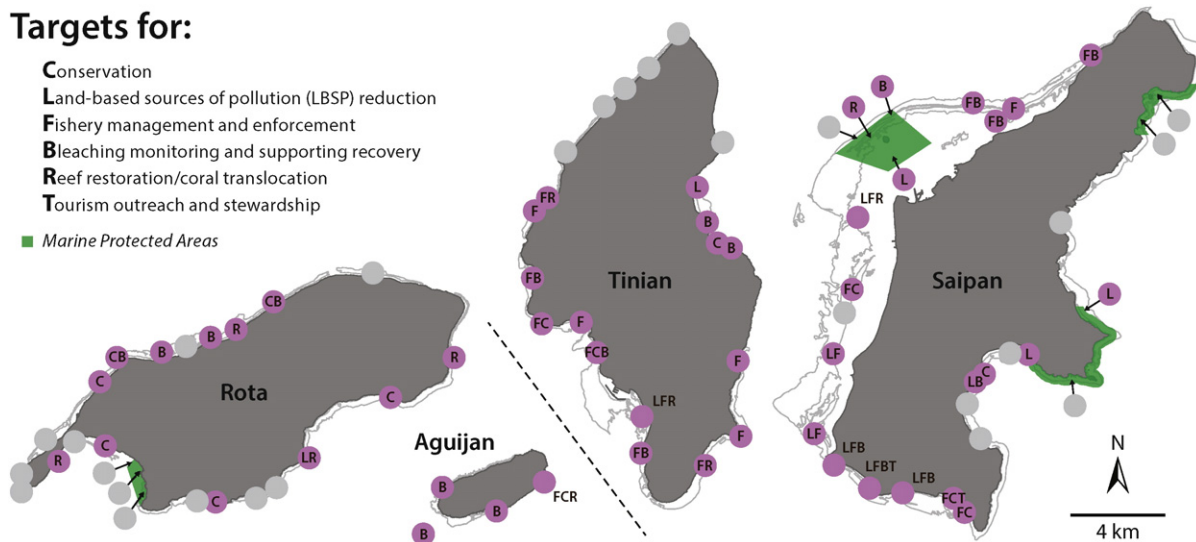 Targets for:
Conservation
Land-based sources of pollution (LBSP) reduction
Fishery management and enforcement
Bleaching monitoring and supporting recovery
Reef restoration/coral translocation
Tourism outreach and stewardship
Marine Protected Areas
Rota
CB
R
B
B
CB
C
C
R
R
C
LR
C
Aguijan
B
FCR
B
B
Tinian
FR
F
L
B
C
B
FB
FC
F
FCB
F
LFR
FB
F
FR
Saipan
FB
B
R
FB
F
FB
L
LFR
FC
L
LF
L
C
LB
LF
LFB
LFBT
LFB
FCT
FC
N
4 km